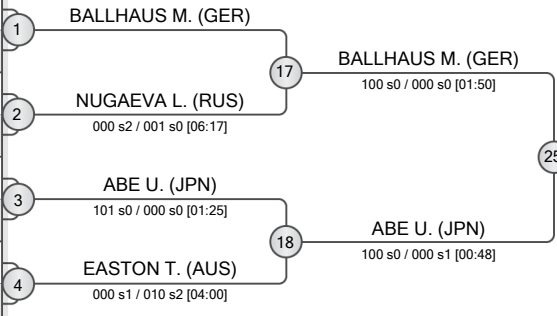 BALLHAUS M. (GER)
1
17
BALLHAUS M. (GER)
100 s0 / 000 s0 [01:50]
NUGAEVA L. (RUS)
2
000 s2 / 001 s0 [06:17]
25
ABE U. (JPN)
3
101 s0 / 000 s0 [01:25]
18
ABE U. (JPN)
100 s0 / 000 s1 [00:48]
EASTON T. (AUS)
4
000 s1 / 010 s2 [04:00]